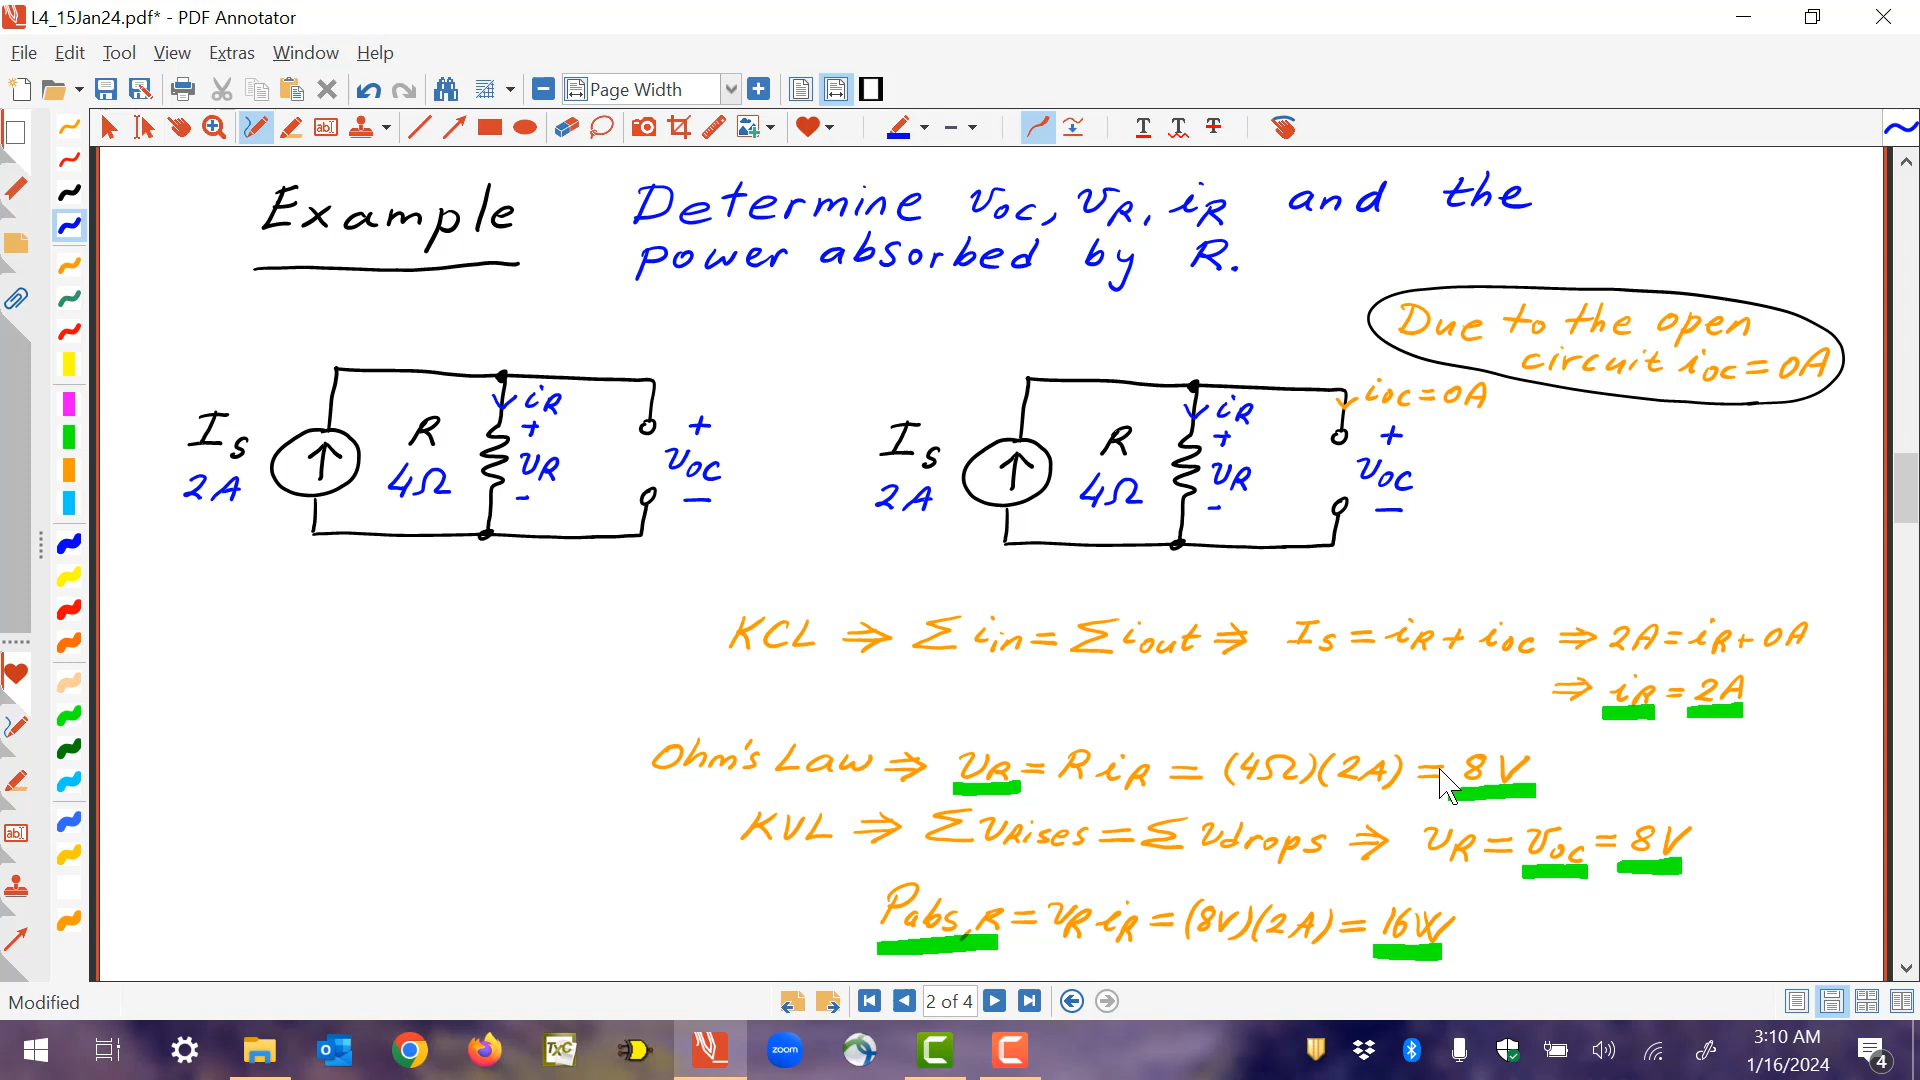 L4_15Jan24.pdf* - PDF Annotator
File Edit Tool View Extras Window Help
Page Width
Example
Determine voc, vR, iR and the
power absorbed by R.
Due to the open
circuit ioc = 0A
Is
2A
R
4Ω
iR
+
vR
-
+
voc
-
Is
2A
R
4Ω
iR
+
vR
-
ioc = 0A
+
voc
-
KCL ⇒ Σ iin = Σ iout ⇒ Is = iR + ioc ⇒ 2A = iR + 0A
⇒ iR = 2A
Ohm's Law ⇒ vR = R iR = (4Ω)(2A) = 8V
KVL ⇒ Σ vRises = Σ vdrops ⇒ vR = voc = 8V
Pabs,R = vR iR = (8V)(2A) = 16W
Modified
2 of 4
TXC
zoom
3:10 AM
1/16/2024
4